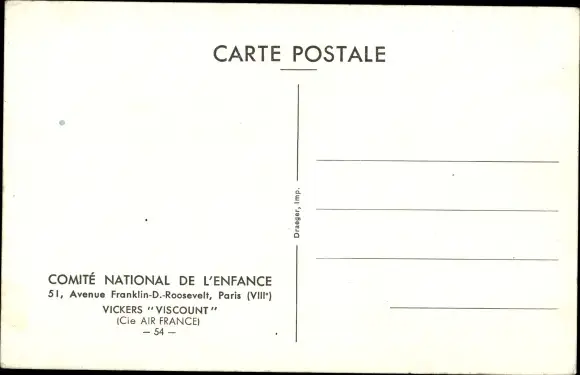 CARTE POSTALE
Draeger, Imp.
COMITÉ NATIONAL DE L'ENFANCE
51, Avenue Franklin-D.-Roosevelt, Paris (VIIIe)
VICKERS "VISCOUNT"
(Cie AIR FRANCE)
— 54 —